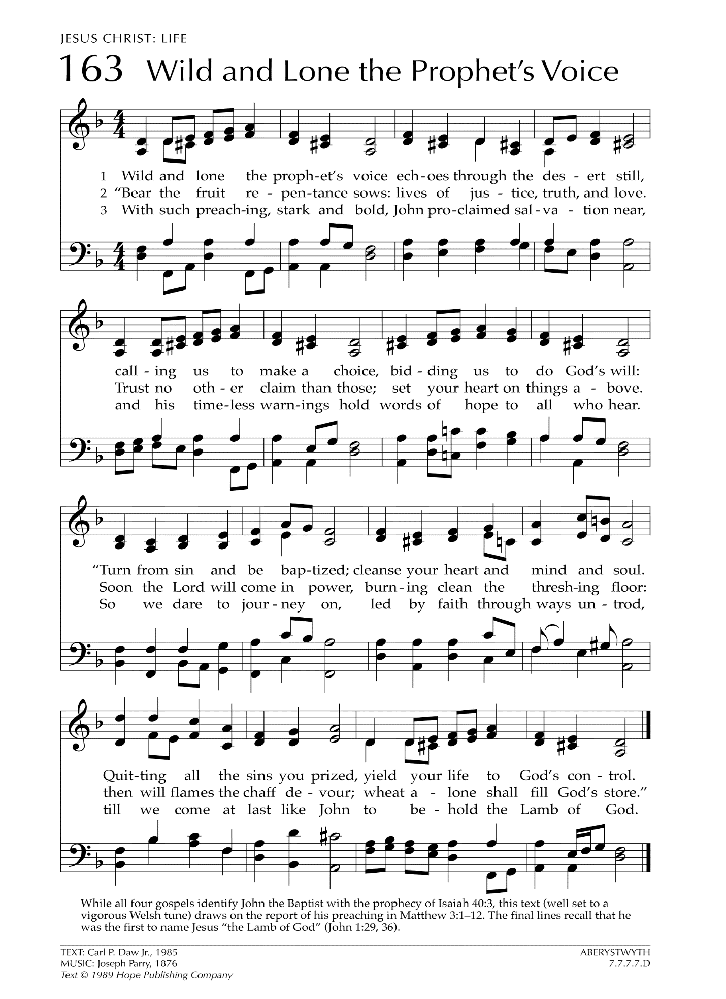 JESUS CHRIST: LIFE
163 Wild and Lone the Prophet’s Voice
1 Wild and lone the proph-et’s voice ech-oes through the des - ert still,
2 “Bear the fruit re - pen-tance sows: lives of jus - tice, truth, and love.
3 With such preach-ing, stark and bold, John pro-claimed sal-va - tion near,
call - ing us to make a choice, bid - ding us to do God’s will:
Trust no oth - er claim than those; set your heart on things a - bove.
and his time-less warn-ings hold words of hope to all who hear.
“Turn from sin and be bap-tized; cleanse your heart and mind and soul.
Soon the Lord will come in power, burn-ing clean the thresh-ing floor:
So we dare to jour - ney on, led by faith through ways un - trod,
Quit-ting all the sins you prized, yield your life to God’s con - trol.
then will flames the chaff de - vour; wheat a - lone shall fill God’s store.”
till we come at last like John to be - hold the Lamb of God.
While all four gospels identify John the Baptist with the prophecy of Isaiah 40:3, this text (well set to a
vigorous Welsh tune) draws on the report of his preaching in Matthew 3:1–12. The final lines recall that he
was the first to name Jesus “the Lamb of God” (John 1:29, 36).
TEXT: Carl P. Daw Jr., 1985
MUSIC: Joseph Parry, 1876
Text © 1989 Hope Publishing Company
ABERYSTWYTH
7.7.7.7.D